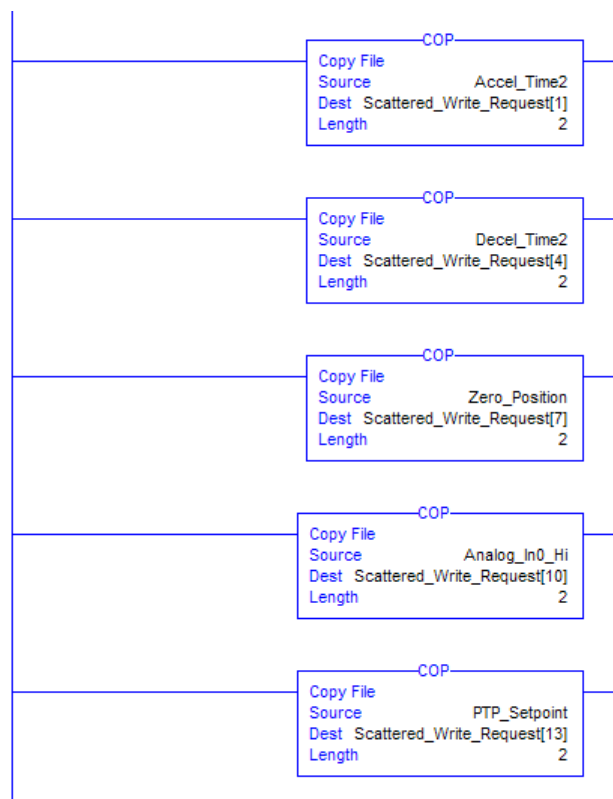 COP
Copy File
Source Accel_Time2
Dest Scattered_Write_Request[1]
Length 2
COP
Copy File
Source Decel_Time2
Dest Scattered_Write_Request[4]
Length 2
COP
Copy File
Source Zero_Position
Dest Scattered_Write_Request[7]
Length 2
COP
Copy File
Source Analog_In0_Hi
Dest Scattered_Write_Request[10]
Length 2
COP
Copy File
Source PTP_Setpoint
Dest Scattered_Write_Request[13]
Length 2